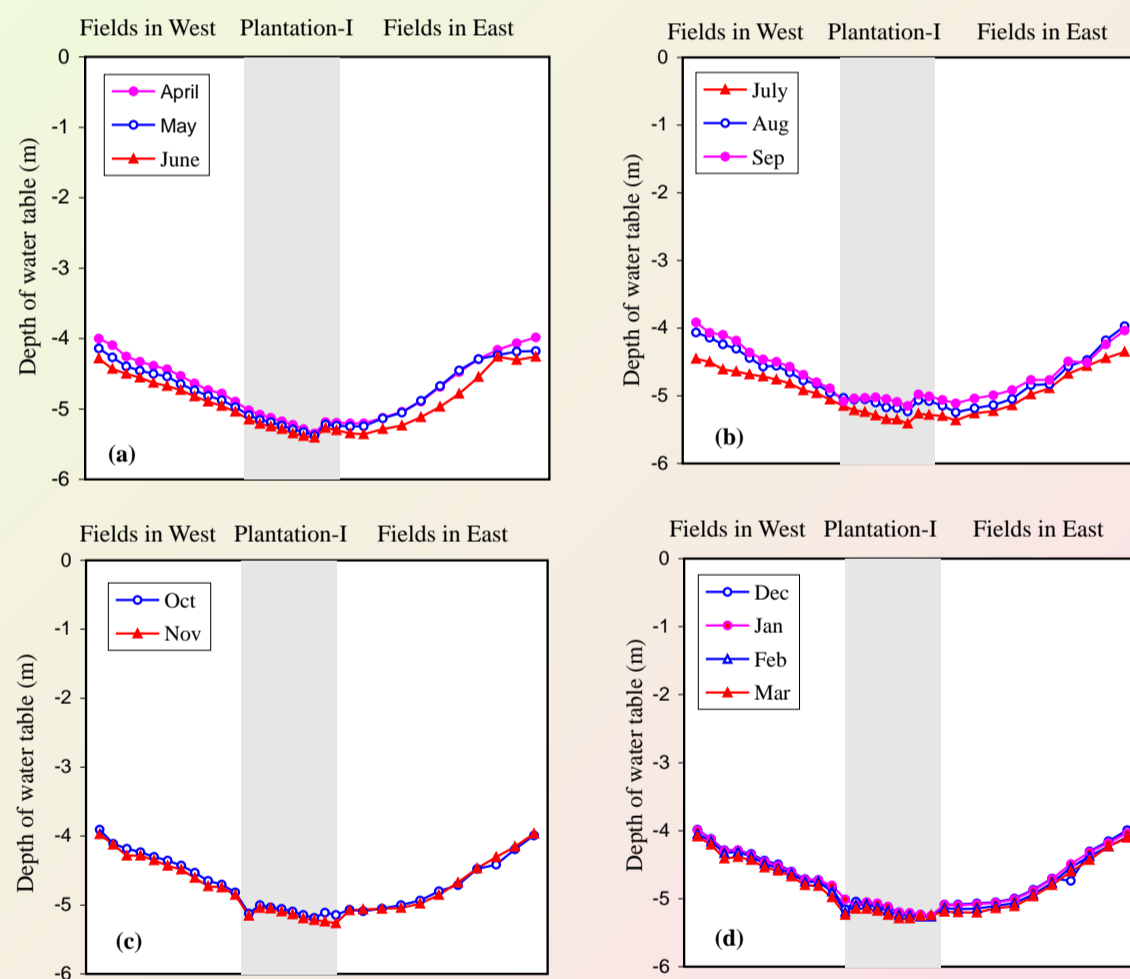 Fields in West Plantation-I Fields in East
0
-1
-2
-3
-4
-5
-6
Depth of water table (m)
April
May
June
(a)
Fields in West Plantation-I Fields in East
0
-1
-2
-3
-4
-5
-6
Depth of water table (m)
July
Aug
Sep
(b)
Fields in West Plantation-I Fields in East
0
-1
-2
-3
-4
-5
-6
Depth of water table (m)
Oct
Nov
(c)
Fields in West Plantation-I Fields in East
0
-1
-2
-3
-4
-5
-6
Depth of water table (m)
Dec
Jan
Feb
Mar
(d)